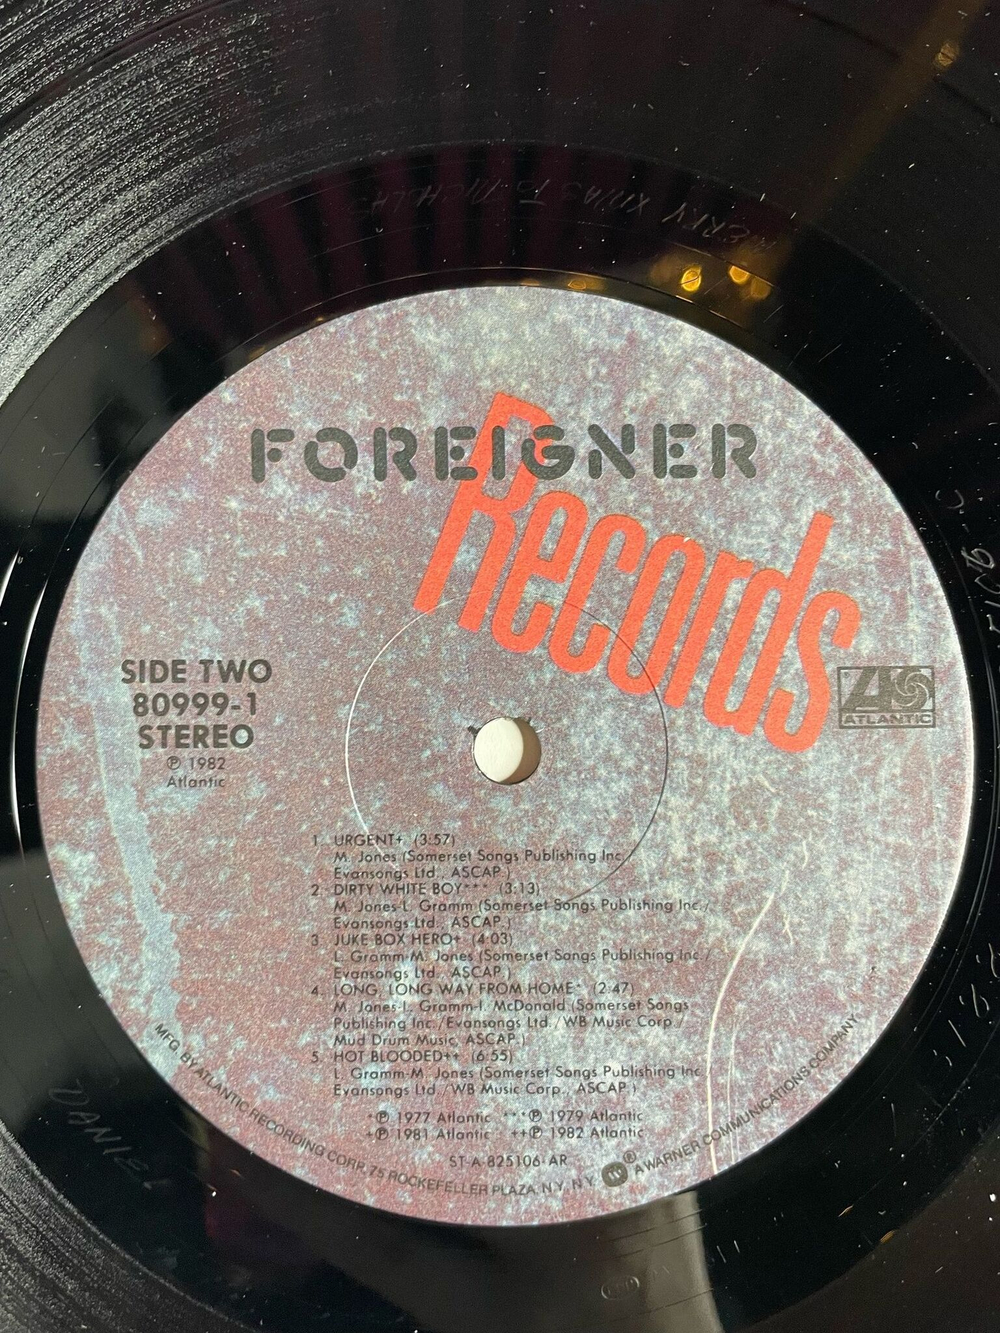 MERRY XMAS TO NICHOLAS
FOREIGNER
Records
SIDE TWO
80999-1
STEREO
℗ 1982
Atlantic
ATLANTIC
1. URGENT+ (3:57)
M. Jones (Somerset Songs Publishing Inc./
Evansongs Ltd., ASCAP.)
2. DIRTY WHITE BOY*** (3:13)
M. Jones-L. Gramm (Somerset Songs Publishing Inc./
Evansongs Ltd., ASCAP.)
3. JUKE BOX HERO+ (4:03)
L. Gramm-M. Jones (Somerset Songs Publishing Inc./
Evansongs Ltd., ASCAP.)
4. LONG, LONG WAY FROM HOME* (2:47)
M. Jones-L. Gramm-I. McDonald (Somerset Songs
Publishing Inc./Evansongs Ltd./WB Music Corp./
Mud Drum Music, ASCAP.)
5. HOT BLOODED++ (6:55)
L. Gramm-M. Jones (Somerset Songs Publishing Inc./
Evansongs Ltd./WB Music Corp., ASCAP.)
*℗ 1977 Atlantic ***℗ 1979 Atlantic
+℗ 1981 Atlantic ++℗ 1982 Atlantic
ST-A-825106-AR
MFG. BY ATLANTIC RECORDING CORP., 75 ROCKEFELLER PLAZA, N.Y., N.Y. ® A WARNER COMMUNICATIONS COMPANY
DANIEL